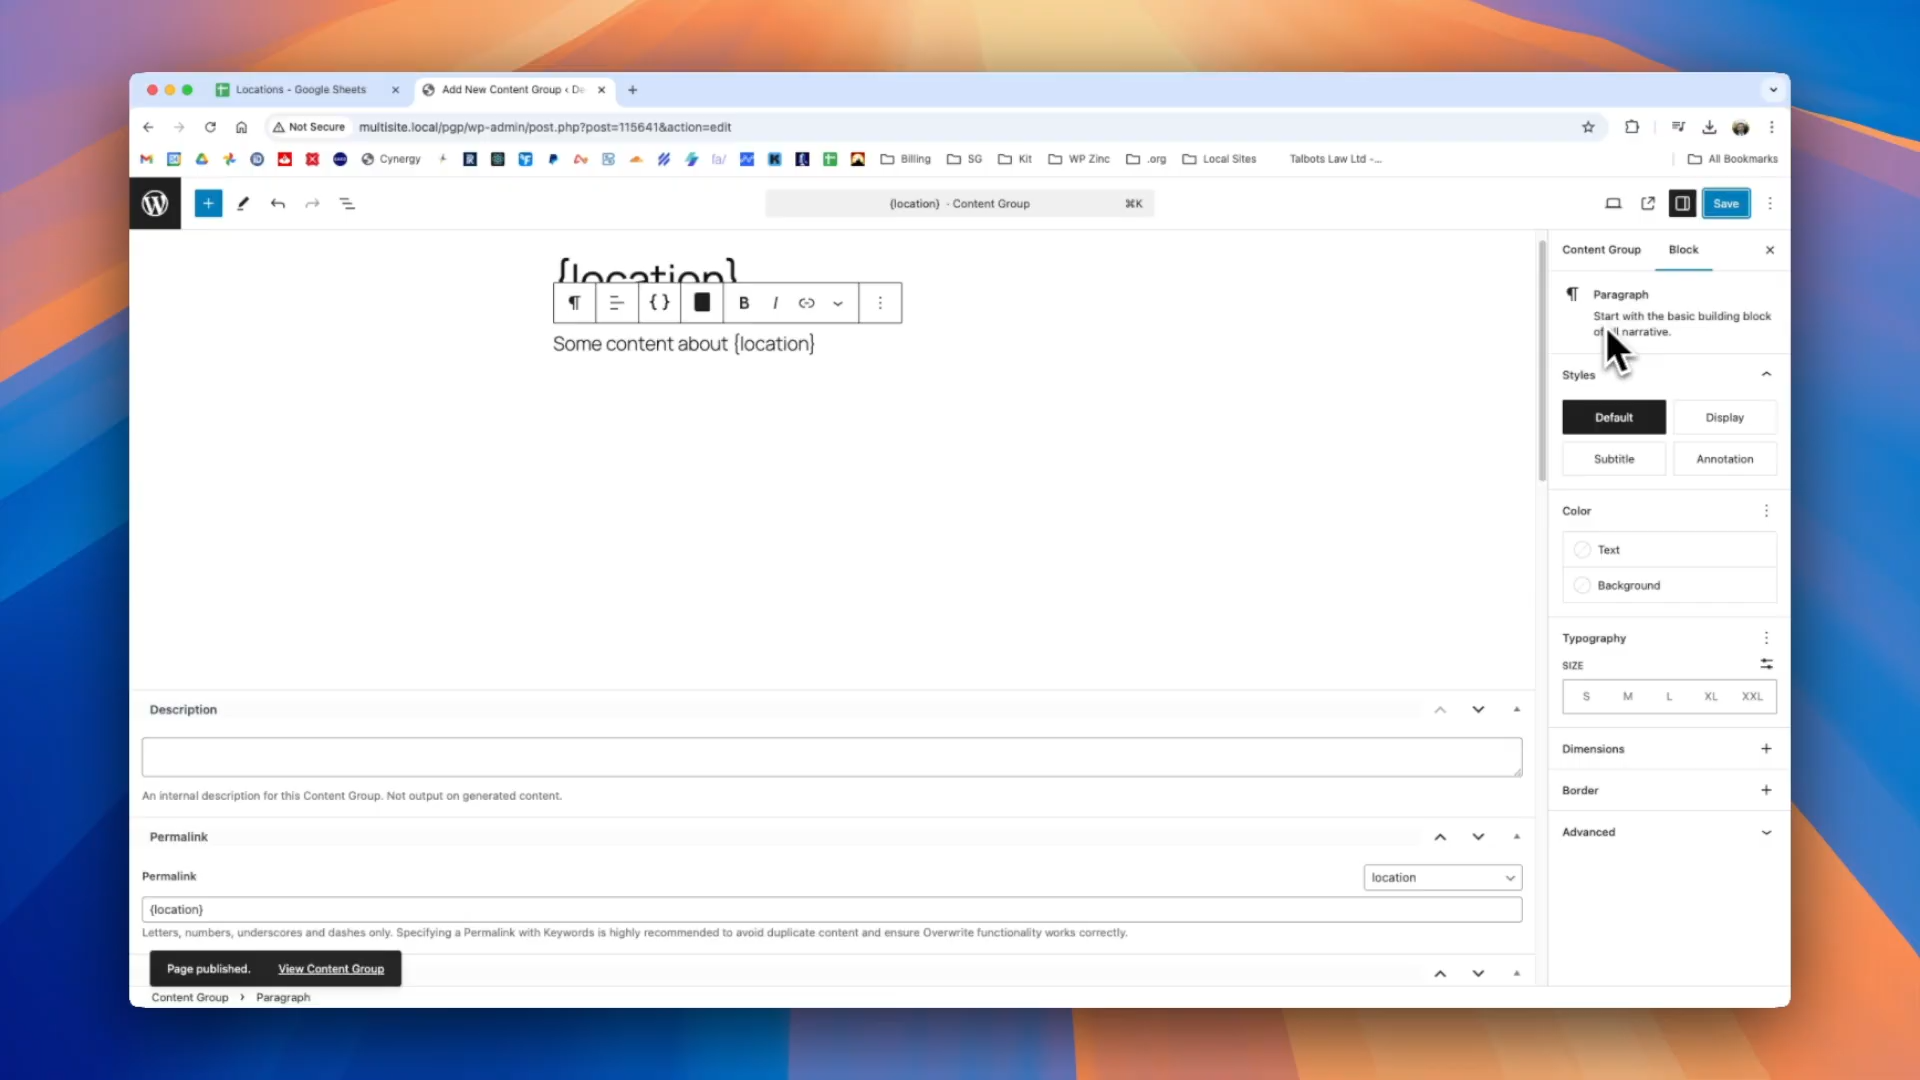 Locations - Google Sheets
Add New Content Group ‹ De
Not Secure
multisite.local/pgp/wp-admin/post.php?post=115641&action=edit
Cynergy
fa/
Billing
SG
Kit
WP Zinc
.org
Local Sites
Talbots Law Ltd -...
All Bookmarks
{location} · Content Group
⌘K
Save
{location}
B I
Some content about {location}
Content Group
Block
Paragraph
Start with the basic building block
of all narrative.
Styles
Default
Display
Subtitle
Annotation
Color
Text
Background
Typography
SIZE
S M L XL XXL
Dimensions
Border
Advanced
Description
An internal description for this Content Group. Not output on generated content.
Permalink
Permalink
location
{location}
Letters, numbers, underscores and dashes only. Specifying a Permalink with Keywords is highly recommended to avoid duplicate content and ensure Overwrite functionality works correctly.
Page published.
View Content Group
Content Group › Paragraph